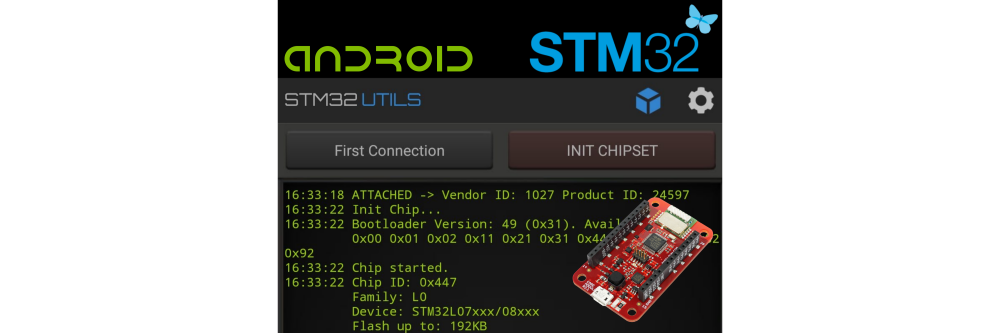 ANDROID
STM32
STM32 UTILS
First Connection
INIT CHIPSET
16:33:18 ATTACHED -> Vendor ID: 1027 Product ID: 24597
16:33:22 Init Chip...
16:33:22 Bootloader Version: 49 (0x31).
0x00 0x01 0x02 0x11 0x21 0x31
0x92
16:33:22 Chip started.
16:33:22 Chip ID: 0x447
Family: L0
Device: STM32L07xxx/08xxx
Flash up to: 192KB